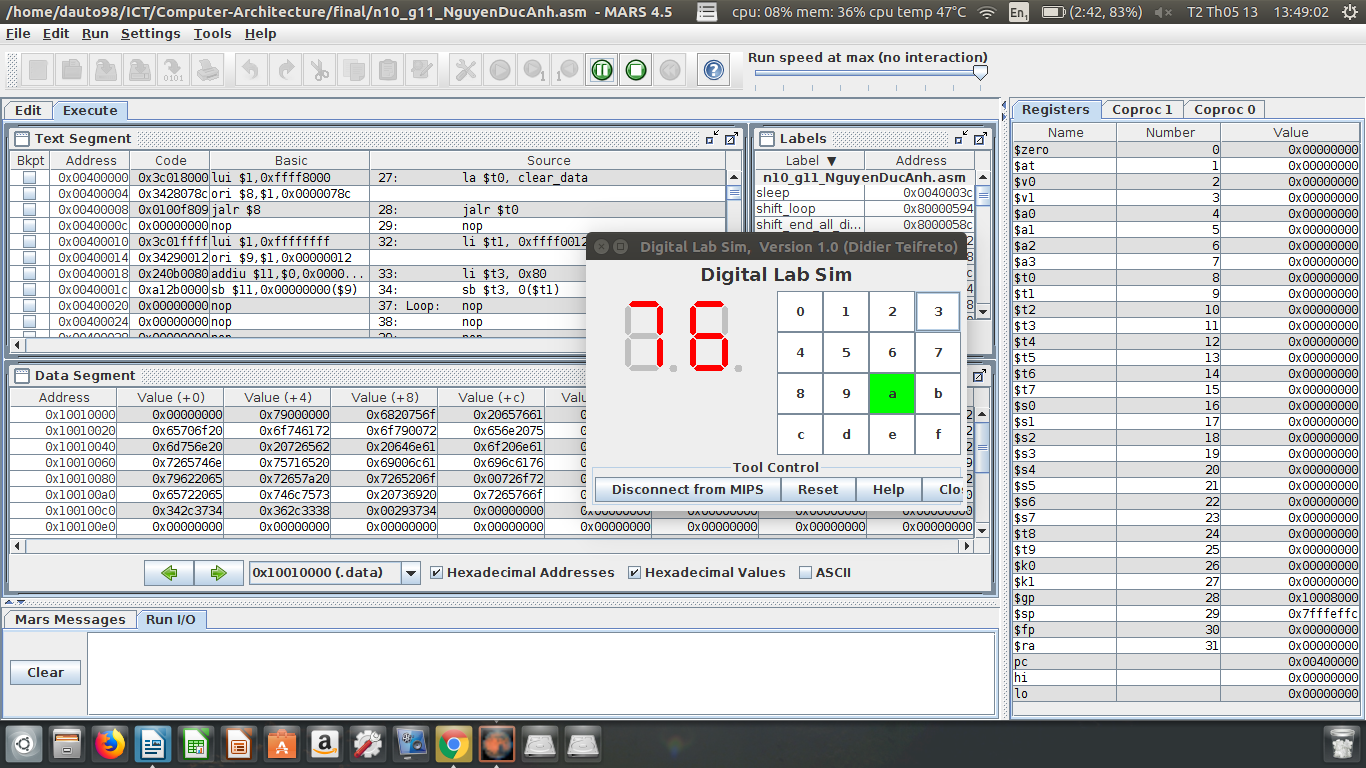 /home/dauto98/ICT/Computer-Architecture/final/n10_g11_NguyenDucAnh.asm - MARS 4.5 cpu: 08% mem: 36% cpu temp 47°C En1 (2:42, 83%) T2 Th05 13 13:49:02
File Edit Run Settings Tools Help
Run speed at max (no interaction)
Edit Execute
Text Segment
Bkpt Address Code Basic Source
0x00400000 0x3c018000 lui $1,0xffff8000 27: la $t0, clear_data
0x00400004 0x3428078c ori $8,$1,0x0000078c
0x00400008 0x0100f809 jalr $8 28: jalr $t0
0x0040000c 0x00000000 nop 29: nop
0x00400010 0x3c01ffff lui $1,0xffffffff 32: li $t1, 0xffff0012
0x00400014 0x34290012 ori $9,$1,0x00000012
0x00400018 0x240b0080 addiu $11,$0,0x0000... 33: li $t3, 0x80
0x0040001c 0xa12b0000 sb $11,0x00000000($9) 34: sb $t3, 0($t1)
0x00400020 0x00000000 nop 37: Loop: nop
0x00400024 0x00000000 nop 38: nop
Labels
Label ▼ Address
n10_g11_NguyenDucAnh.asm
sleep 0x0040003c
shift_loop 0x80000594
shift_end_all_di... 0x8000058c
Digital Lab Sim, Version 1.0 (Didier Teifreto)
Digital Lab Sim
76
0 1 2 3
4 5 6 7
8 9 a b
c d e f
Tool Control
Disconnect from MIPS Reset Help Clo
Data Segment
Address Value (+0) Value (+4) Value (+8) Value (+c) Valu
0x10010000 0x00000000 0x79000000 0x6820756f 0x20657661
0x10010020 0x65706f20 0x6f746172 0x6f790072 0x656e2075
0x10010040 0x6d756e20 0x20726562 0x20646e61 0x6f206e61
0x10010060 0x7265746e 0x75716520 0x69006c61 0x696c6176
0x10010080 0x79622065 0x72657a20 0x7265206f 0x00726f72
0x100100a0 0x65722065 0x746c7573 0x20736920 0x7265766f
0x100100c0 0x342c3734 0x362c3338 0x00293734 0x00000000 0x00000000 0x00000000 0x00000000 0x00000000
0x100100e0 0x00000000 0x00000000 0x00000000 0x00000000 0x00000000 0x00000000 0x00000000 0x00000000
0x10010000 (.data) Hexadecimal Addresses Hexadecimal Values ASCII
Mars Messages Run I/O
Clear
Registers Coproc 1 Coproc 0
Name Number Value
$zero 0 0x00000000
$at 1 0x00000000
$v0 2 0x00000000
$v1 3 0x00000000
$a0 4 0x00000000
$a1 5 0x00000000
$a2 6 0x00000000
$a3 7 0x00000000
$t0 8 0x00000000
$t1 9 0x00000000
$t2 10 0x00000000
$t3 11 0x00000000
$t4 12 0x00000000
$t5 13 0x00000000
$t6 14 0x00000000
$t7 15 0x00000000
$s0 16 0x00000000
$s1 17 0x00000000
$s2 18 0x00000000
$s3 19 0x00000000
$s4 20 0x00000000
$s5 21 0x00000000
$s6 22 0x00000000
$s7 23 0x00000000
$t8 24 0x00000000
$t9 25 0x00000000
$k0 26 0x00000000
$k1 27 0x00000000
$gp 28 0x10008000
$sp 29 0x7fffeffc
$fp 30 0x00000000
$ra 31 0x00000000
pc 0x00400000
hi 0x00000000
lo 0x00000000